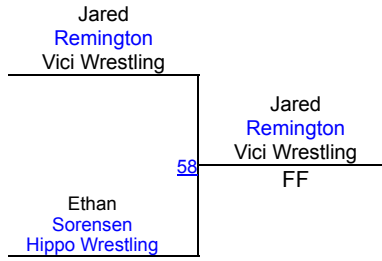 Jared
Remington
Vici Wrestling
Jared
Remington
Vici Wrestling
58
FF
Ethan
Sorensen
Hippo Wrestling